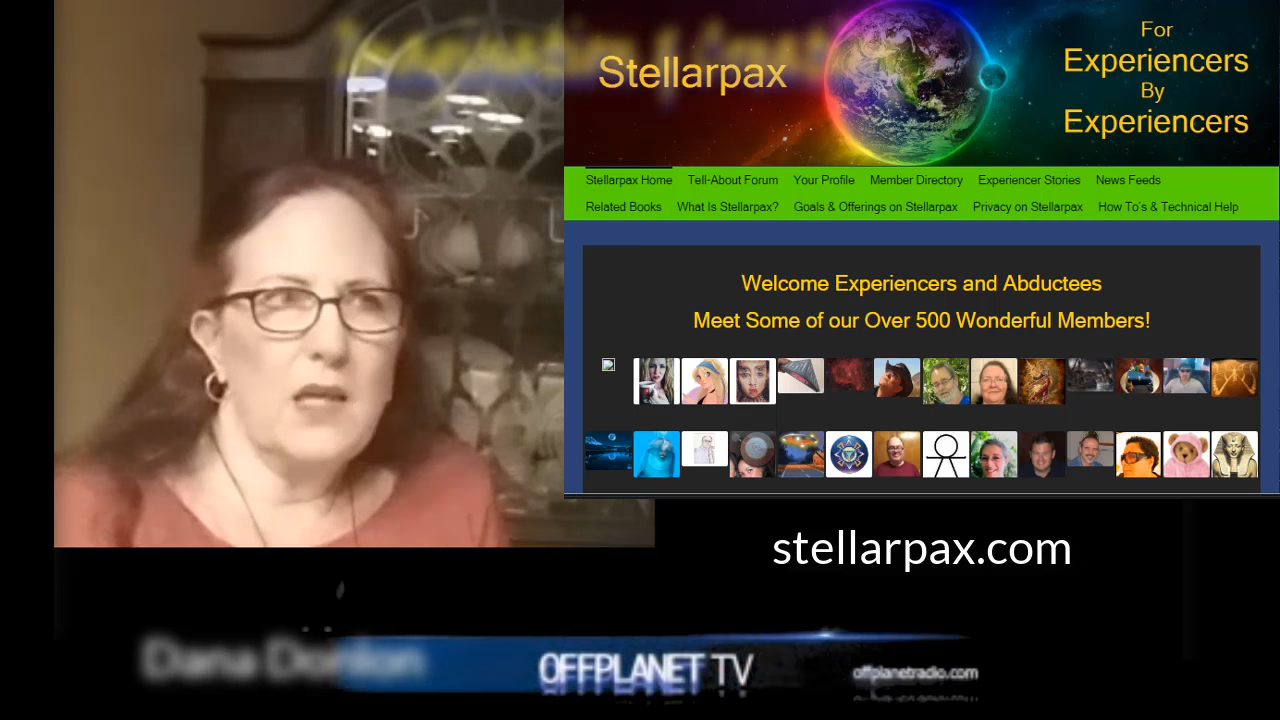 Stellarpax
For
Experiencers
By
Experiencers
Stellarpax Home Tell-About Forum Your Profile Member Directory Experiencer Stories News Feeds
Related Books What Is Stellarpax? Goals & Offerings on Stellarpax Privacy on Stellarpax How To's & Technical Help
Welcome Experiencers and Abductees
Meet Some of our Over 500 Wonderful Members!
stellarpax.com
Dana
OFFPLANET TV
offplanetradio.com